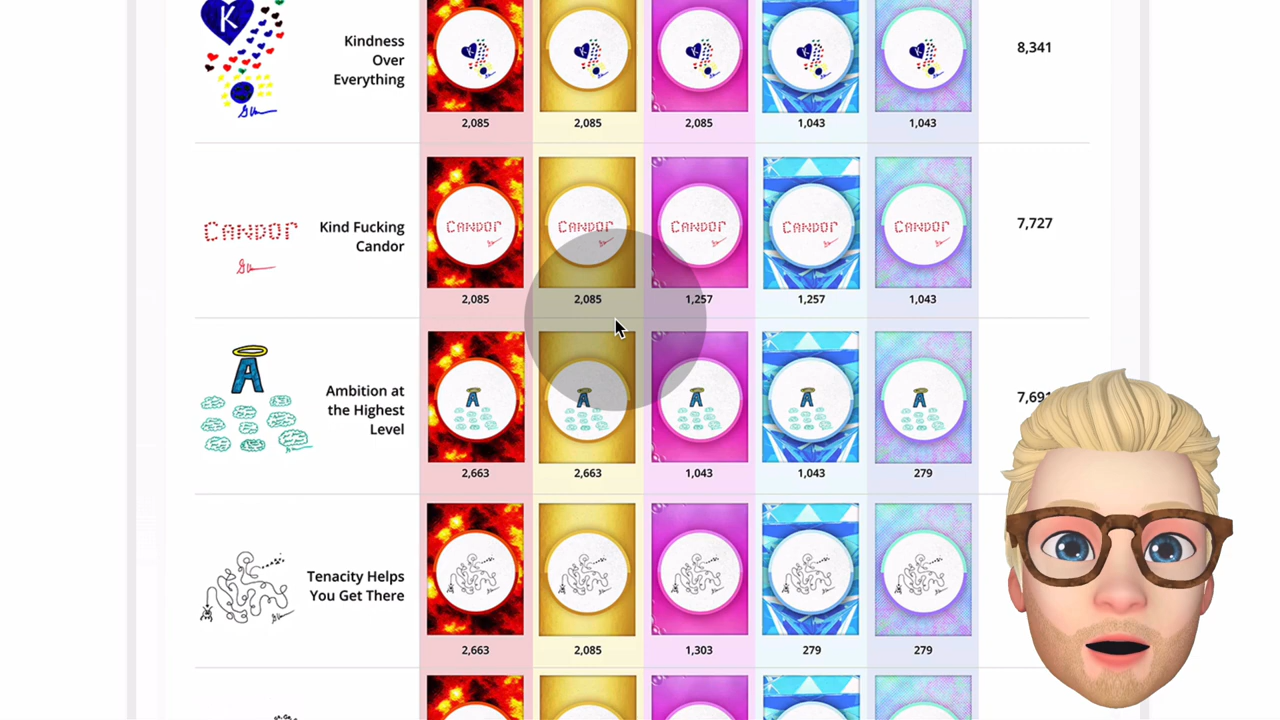 K
Kindness
Over
Everything
8,341
2,085
2,085
2,085
1,043
1,043
CANDOR
Kind Fucking
Candor
CANDOR
CANDOR
CANDOR
CANDOR
CANDOR
7,727
2,085
2,085
1,257
1,257
1,043
A
Ambition at
the Highest
Level
A
A
A
A
A
2,663
2,663
1,043
1,043
279
Tenacity Helps
You Get There
2,663
2,085
1,303
279
279